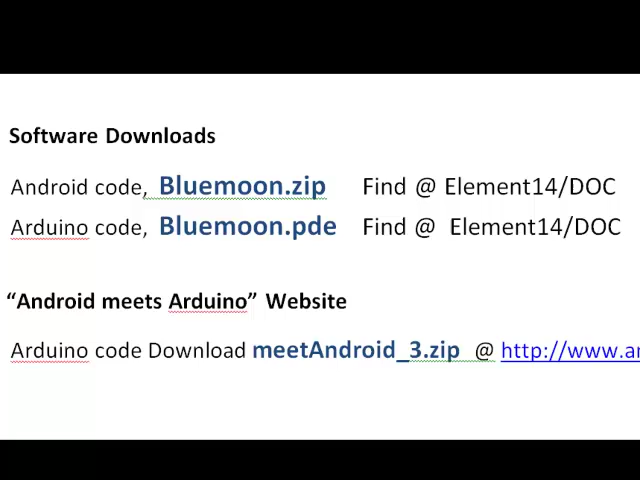 Software Downloads
Android code, Bluemoon.zip Find @ Element14/DOC
Arduino code, Bluemoon.pde Find @ Element14/DOC
“Android meets Arduino” Website
Arduino code Download meetAndroid_3.zip @ http://www.ar